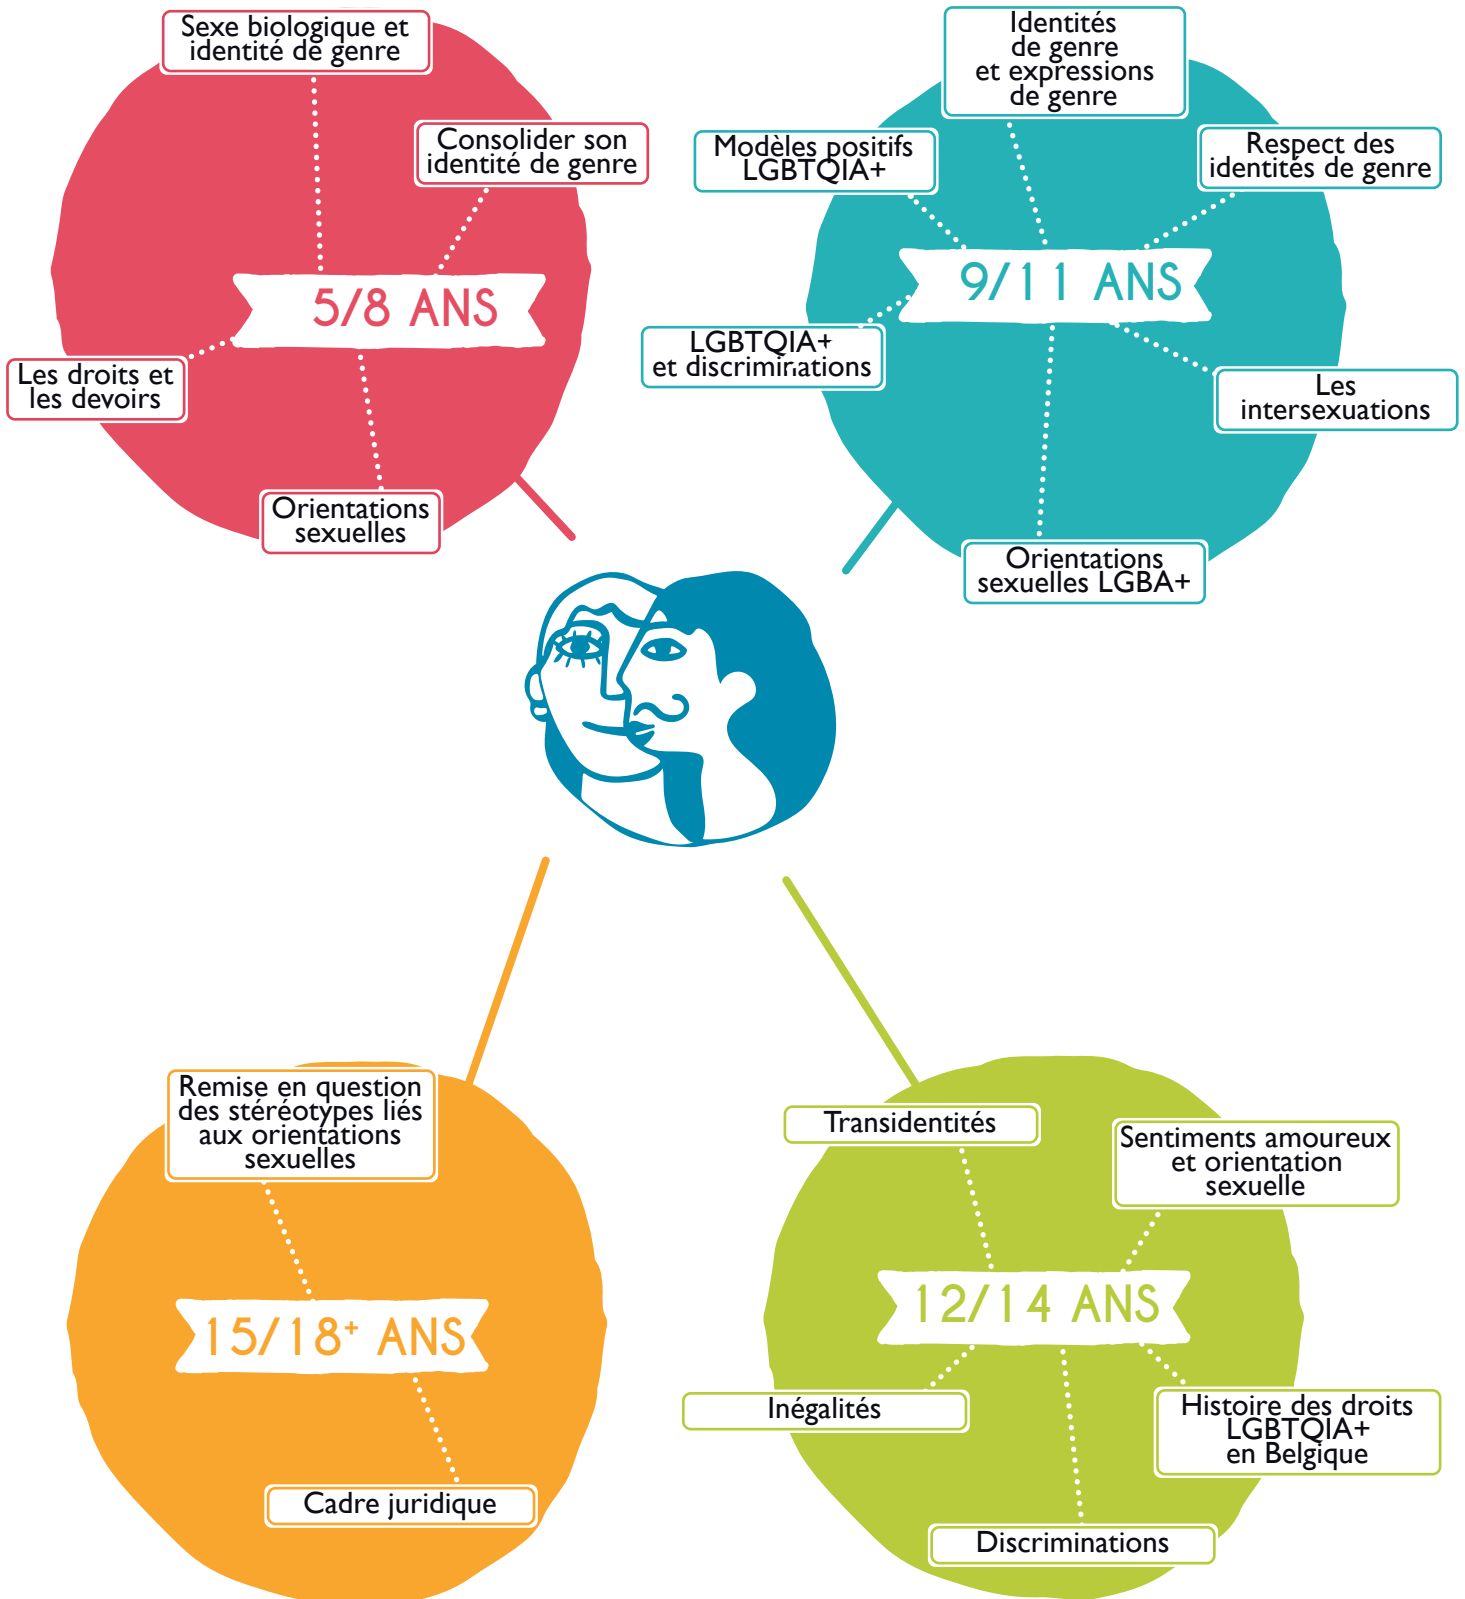 Sexe biologique et
identité de genre
Consolider son
identité de genre
5/8 ANS
Les droits et
les devoirs
Orientations
sexuelles
Identités
de genre
et expressions
de genre
Modèles positifs
LGBTQIA+
Respect des
identités de genre
9/11 ANS
LGBTQIA+
et discriminations
Les
intersexuations
Orientations
sexuelles LGBA+
Remise en question
des stéréotypes liés
aux orientations
sexuelles
15/18+ ANS
Cadre juridique
Transidentités
Sentiments amoureux
et orientation
sexuelle
12/14 ANS
Inégalités
Histoire des droits
LGBTQIA+
en Belgique
Discriminations